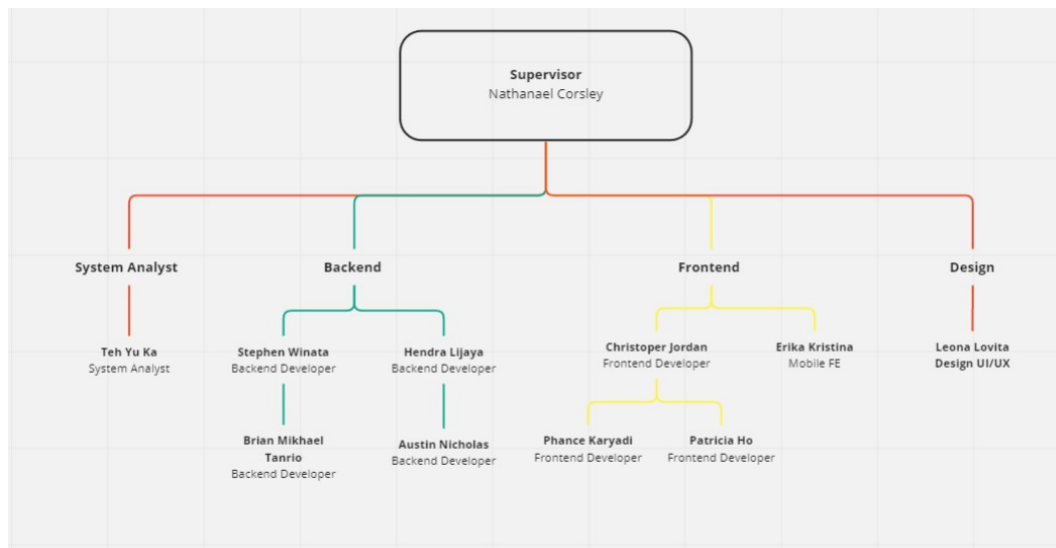 Supervisor
Nathanael Corsley
System Analyst
Backend
Frontend
Design
Teh Yu Ka
System Analyst
Stephen Winata
Backend Developer
Hendra Lijaya
Backend Developer
Christoper Jordan
Frontend Developer
Erika Kristina
Mobile FE
Leona Lovita
Design UI/UX
Brian Mikhael
Tanrio
Backend Developer
Austin Nicholas
Backend Developer
Phance Karyadi
Frontend Developer
Patricia Ho
Frontend Developer